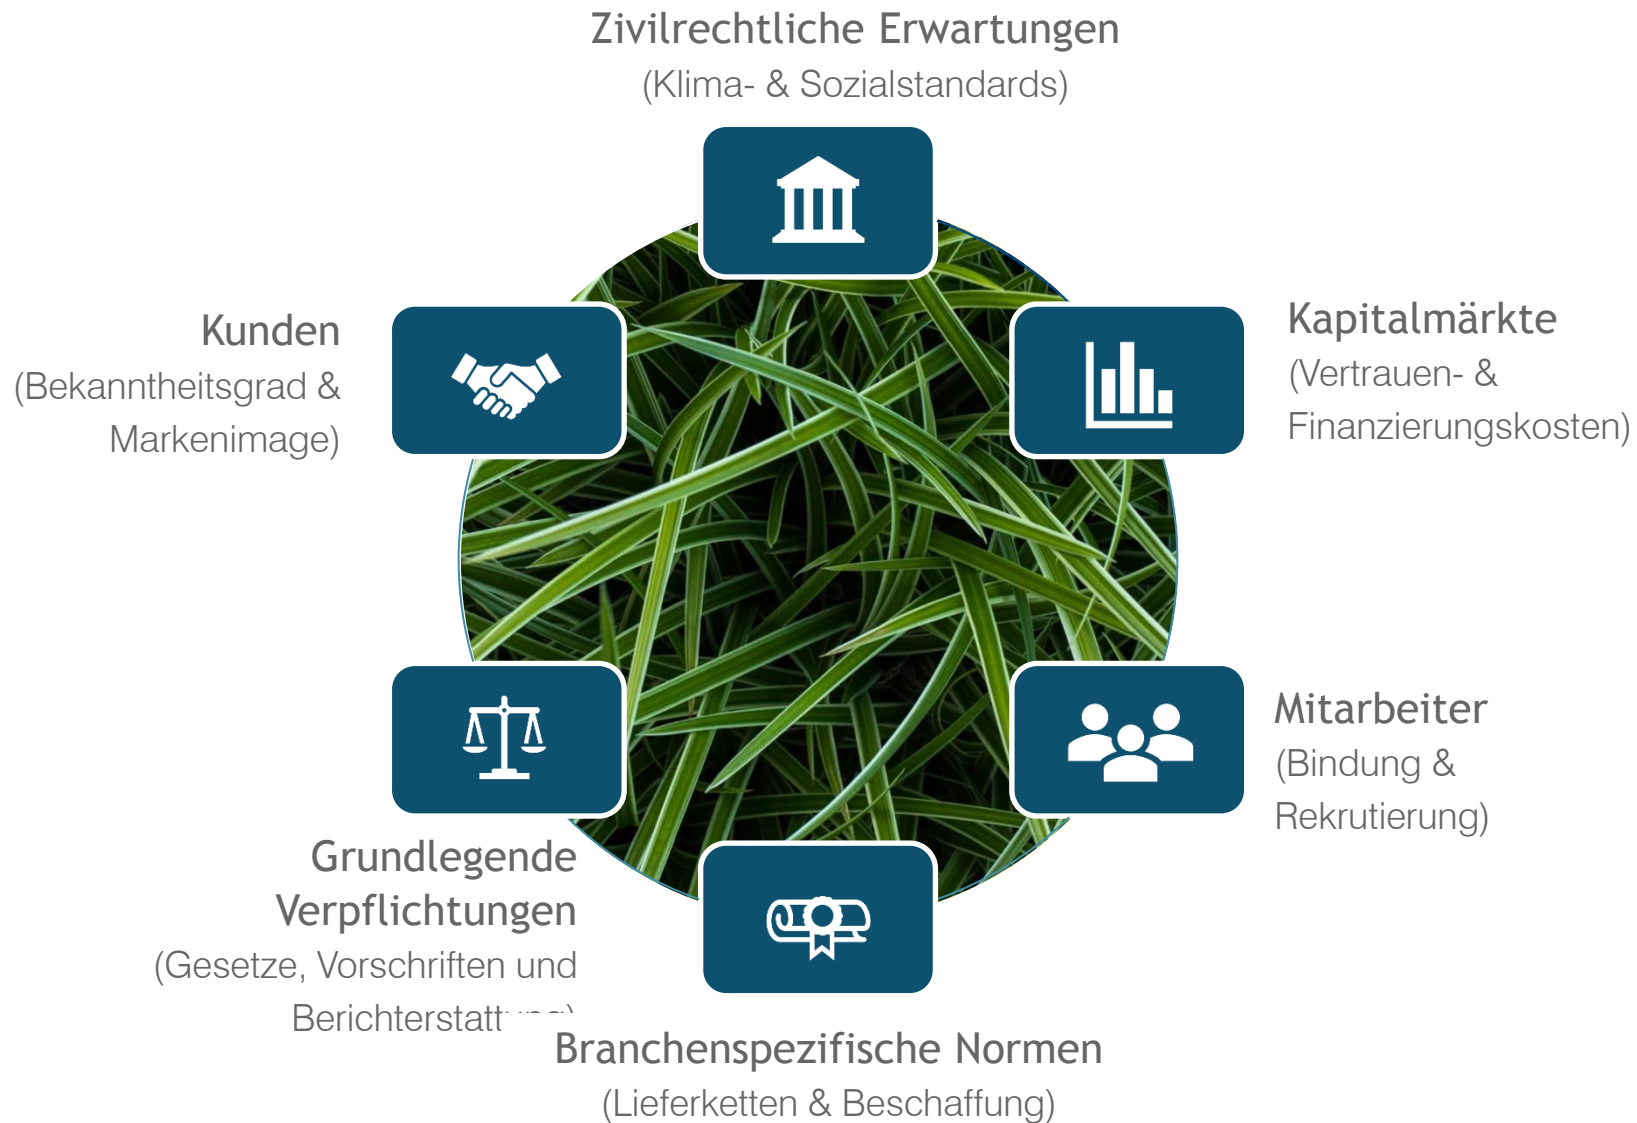 Zivilrechtliche Erwartungen
(Klima- & Sozialstandards)
Kapitalmärkte
(Vertrauen- &
Finanzierungskosten)
Mitarbeiter
(Bindung &
Rekrutierung)
Branchenspezifische Normen
(Lieferketten & Beschaffung)
Grundlegende
Verpflichtungen
(Gesetze, Vorschriften und
Berichterstattung)
Kunden
(Bekanntheitsgrad &
Markenimage)